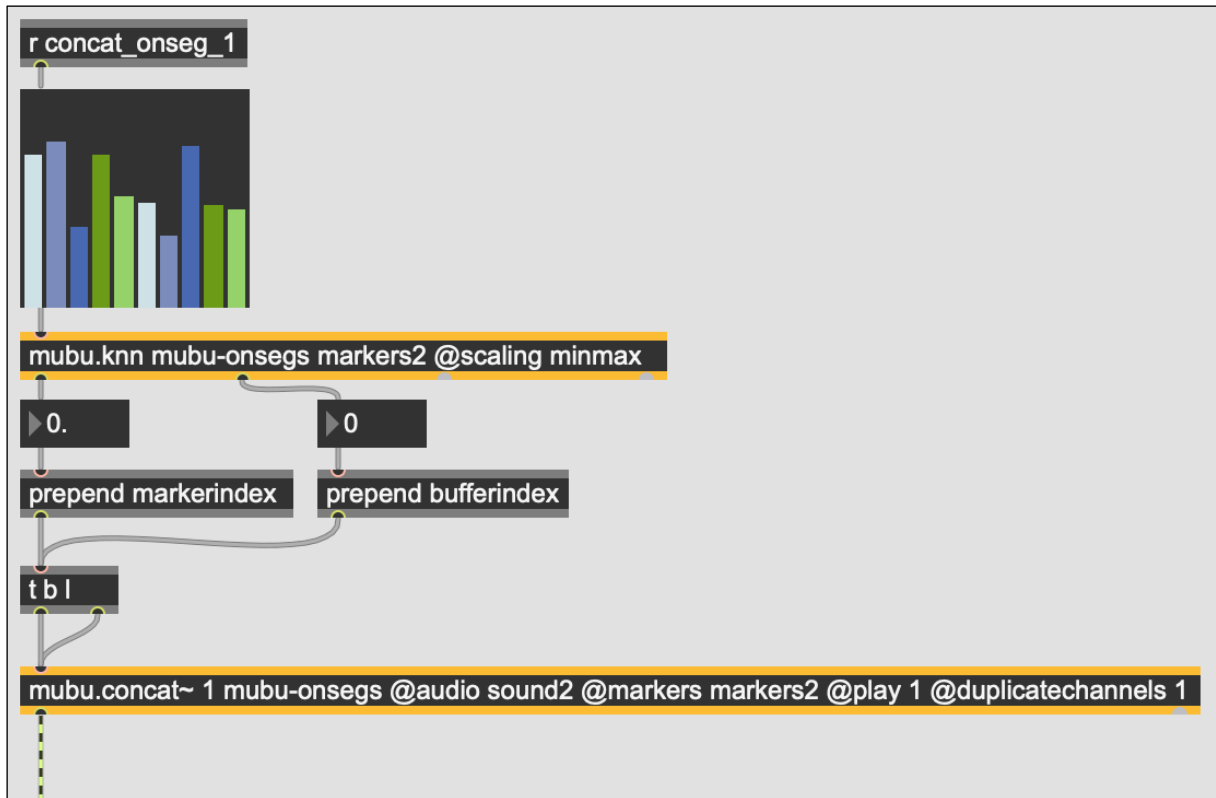 r concat_onseg_1
mubu.knn mubu-onsegs markers2 @scaling minmax
0.
0
prepend markerindex
prepend bufferindex
t b l
mubu.concat~ 1 mubu-onsegs @audio sound2 @markers markers2 @play 1 @duplicatechannels 1